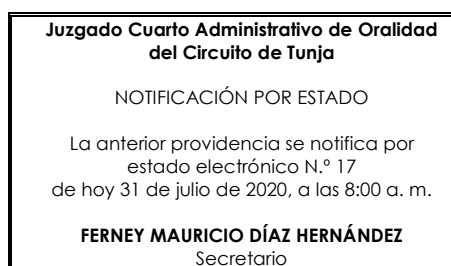 Juzgado Cuarto Administrativo de Oralidad
del Circuito de Tunja
NOTIFICACIÓN POR ESTADO
La anterior providencia se notifica por
estado electrónico N.º 17
de hoy 31 de julio de 2020, a las 8:00 a. m.
FERNEY MAURICIO DÍAZ HERNÁNDEZ
Secretario